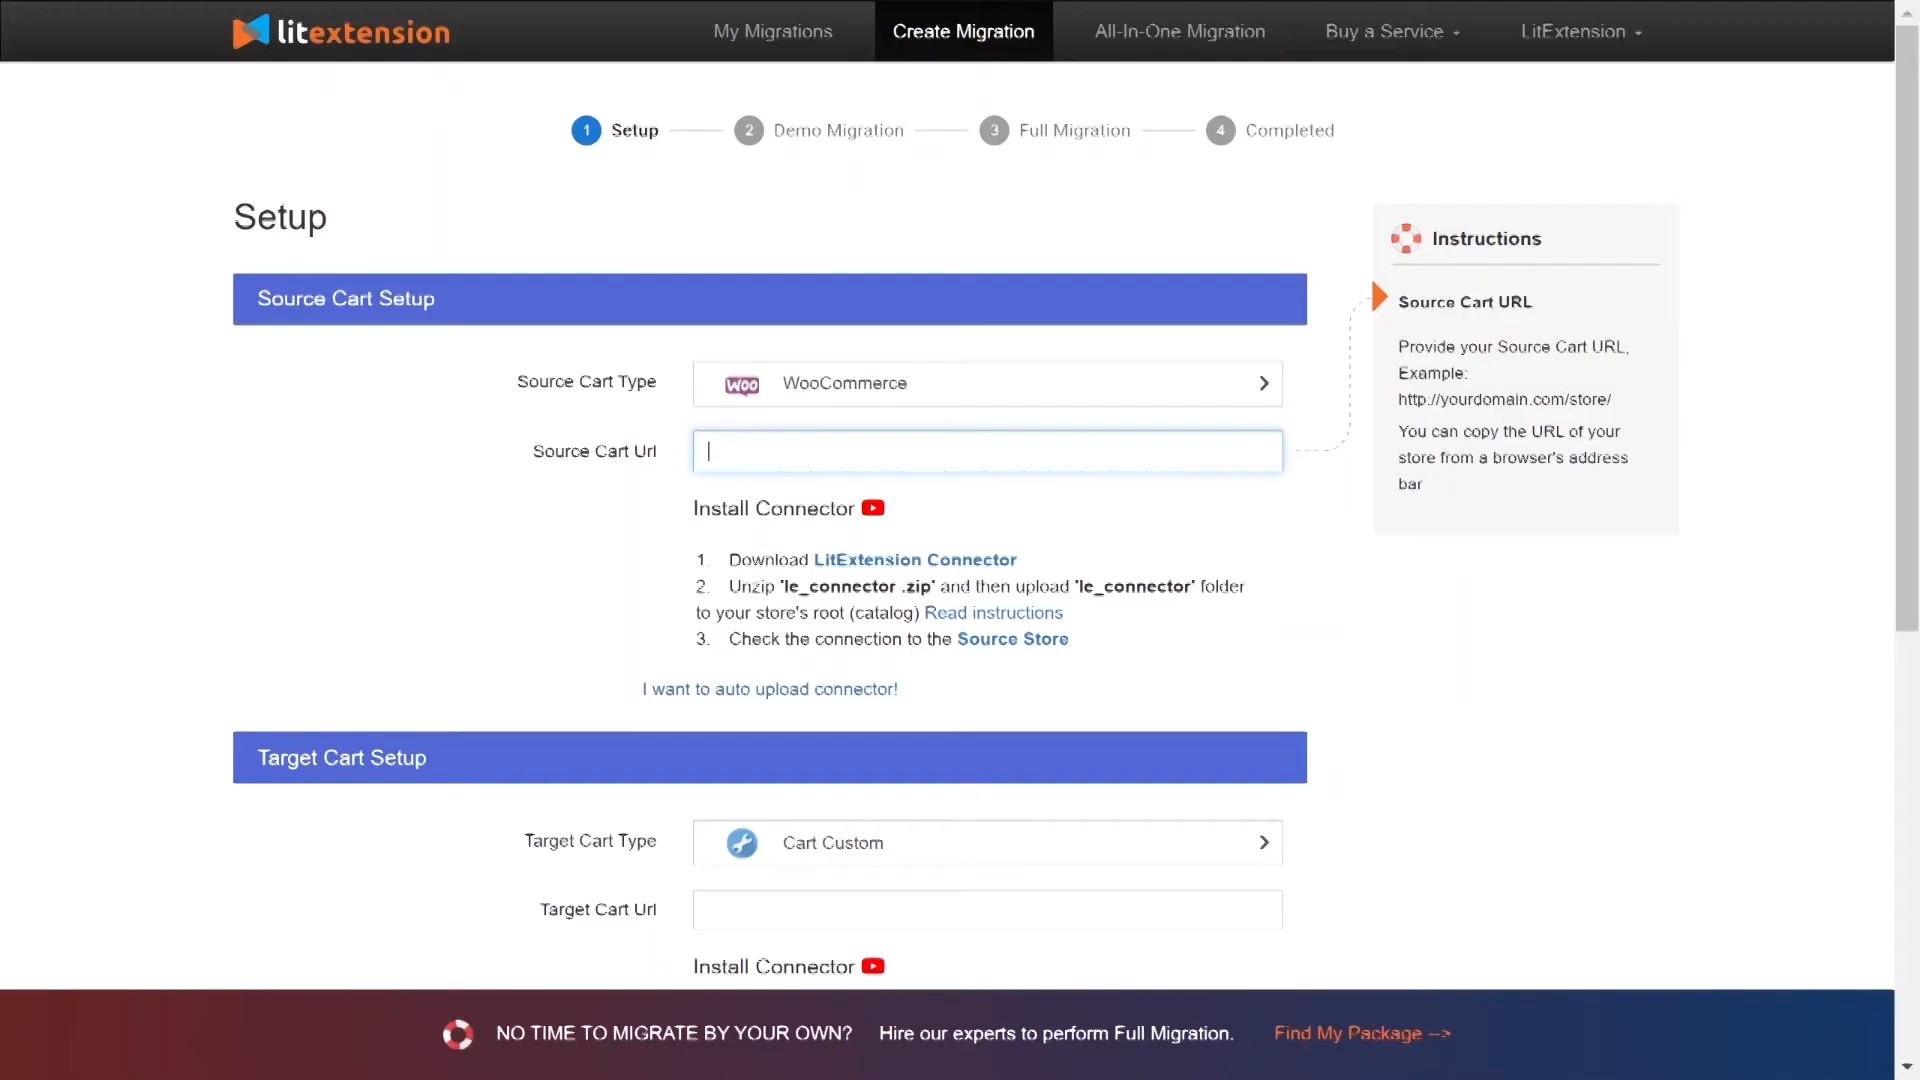 litextension
My Migrations
Create Migration
All-In-One Migration
Buy a Service
LitExtension
1 Setup
2 Demo Migration
3 Full Migration
4 Completed
Setup
Source Cart Setup
Source Cart Type
WOO WooCommerce
Source Cart Url
Install Connector
1. Download LitExtension Connector
2. Unzip 'le_connector .zip' and then upload 'le_connector' folder
to your store's root (catalog) Read instructions
3. Check the connection to the Source Store
I want to auto upload connector!
Target Cart Setup
Target Cart Type
Cart Custom
Target Cart Url
Install Connector
Instructions
Source Cart URL
Provide your Source Cart URL,
Example:
http://yourdomain.com/store/
You can copy the URL of your
store from a browser's address
bar
NO TIME TO MIGRATE BY YOUR OWN? Hire our experts to perform Full Migration. Find My Package -->